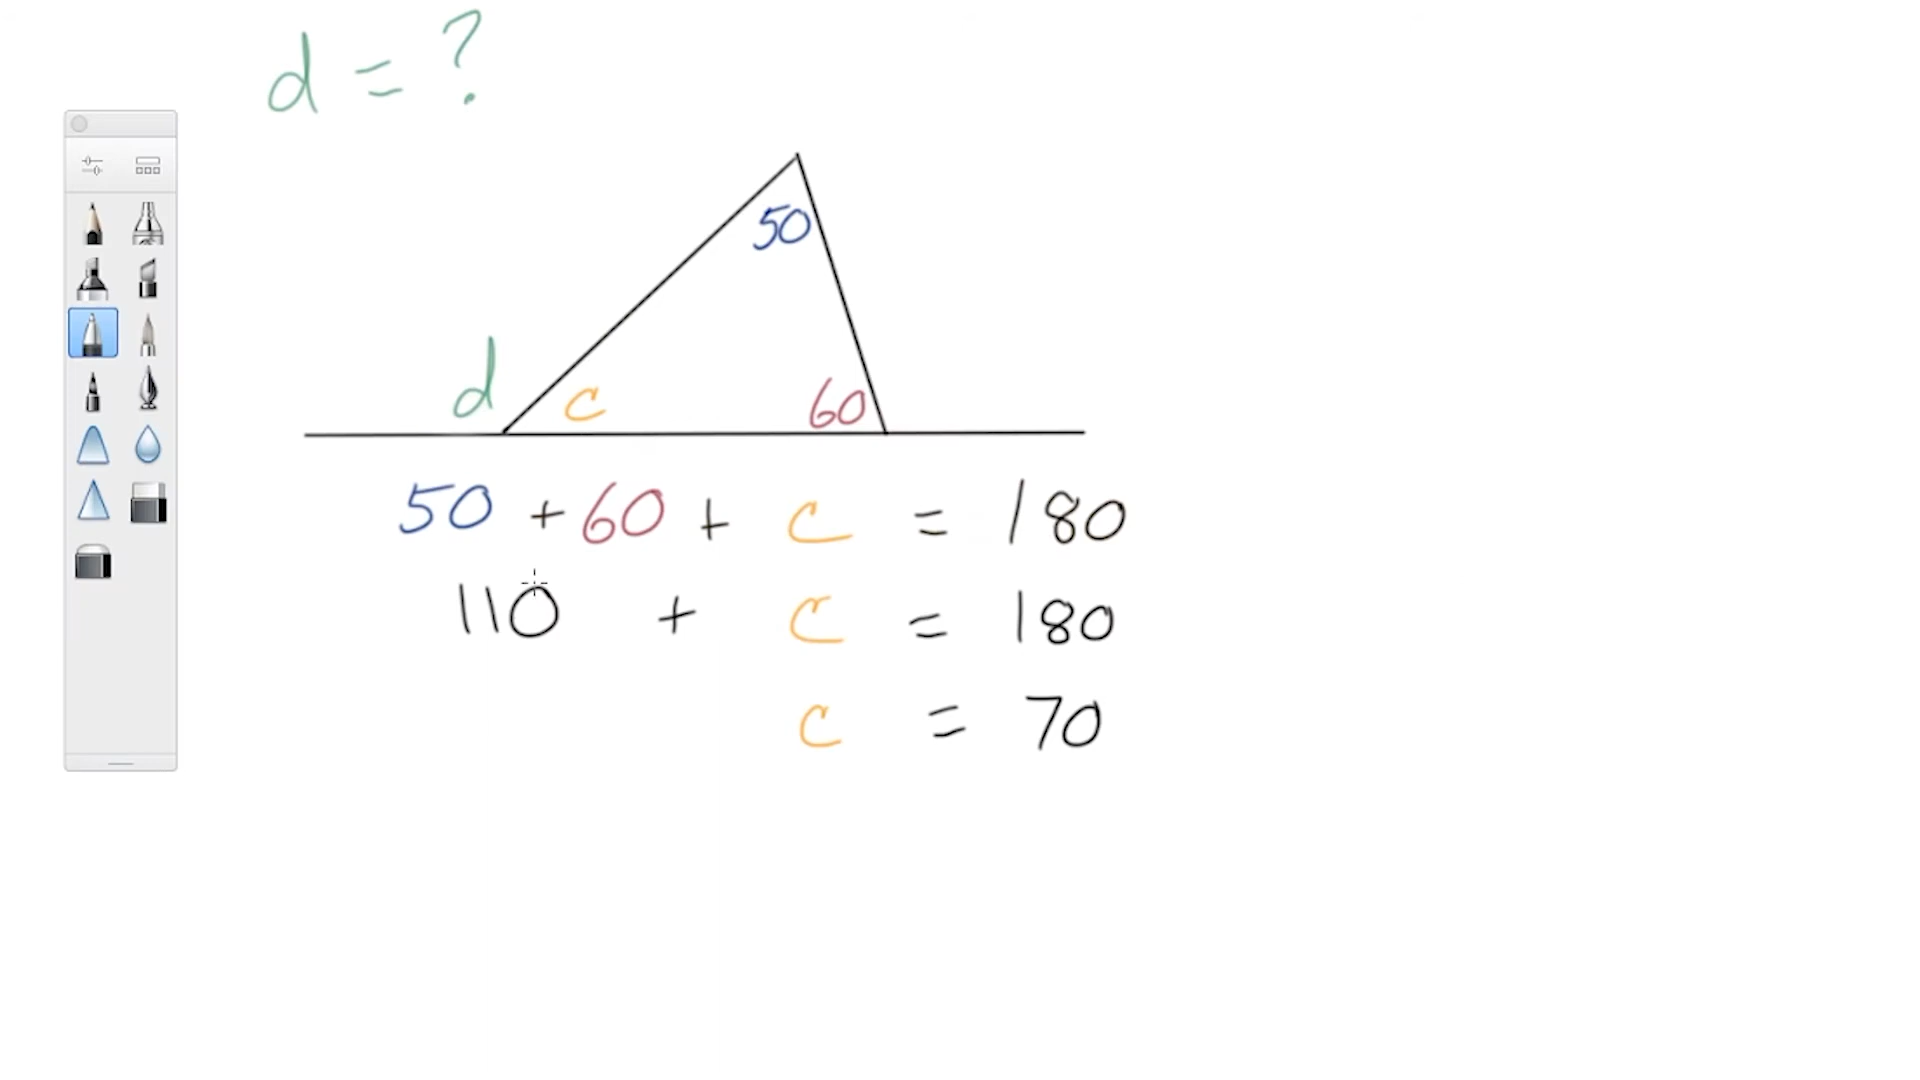 d = ?
50
d c 60
50 + 60 + c = 180
110 + c = 180
c = 70